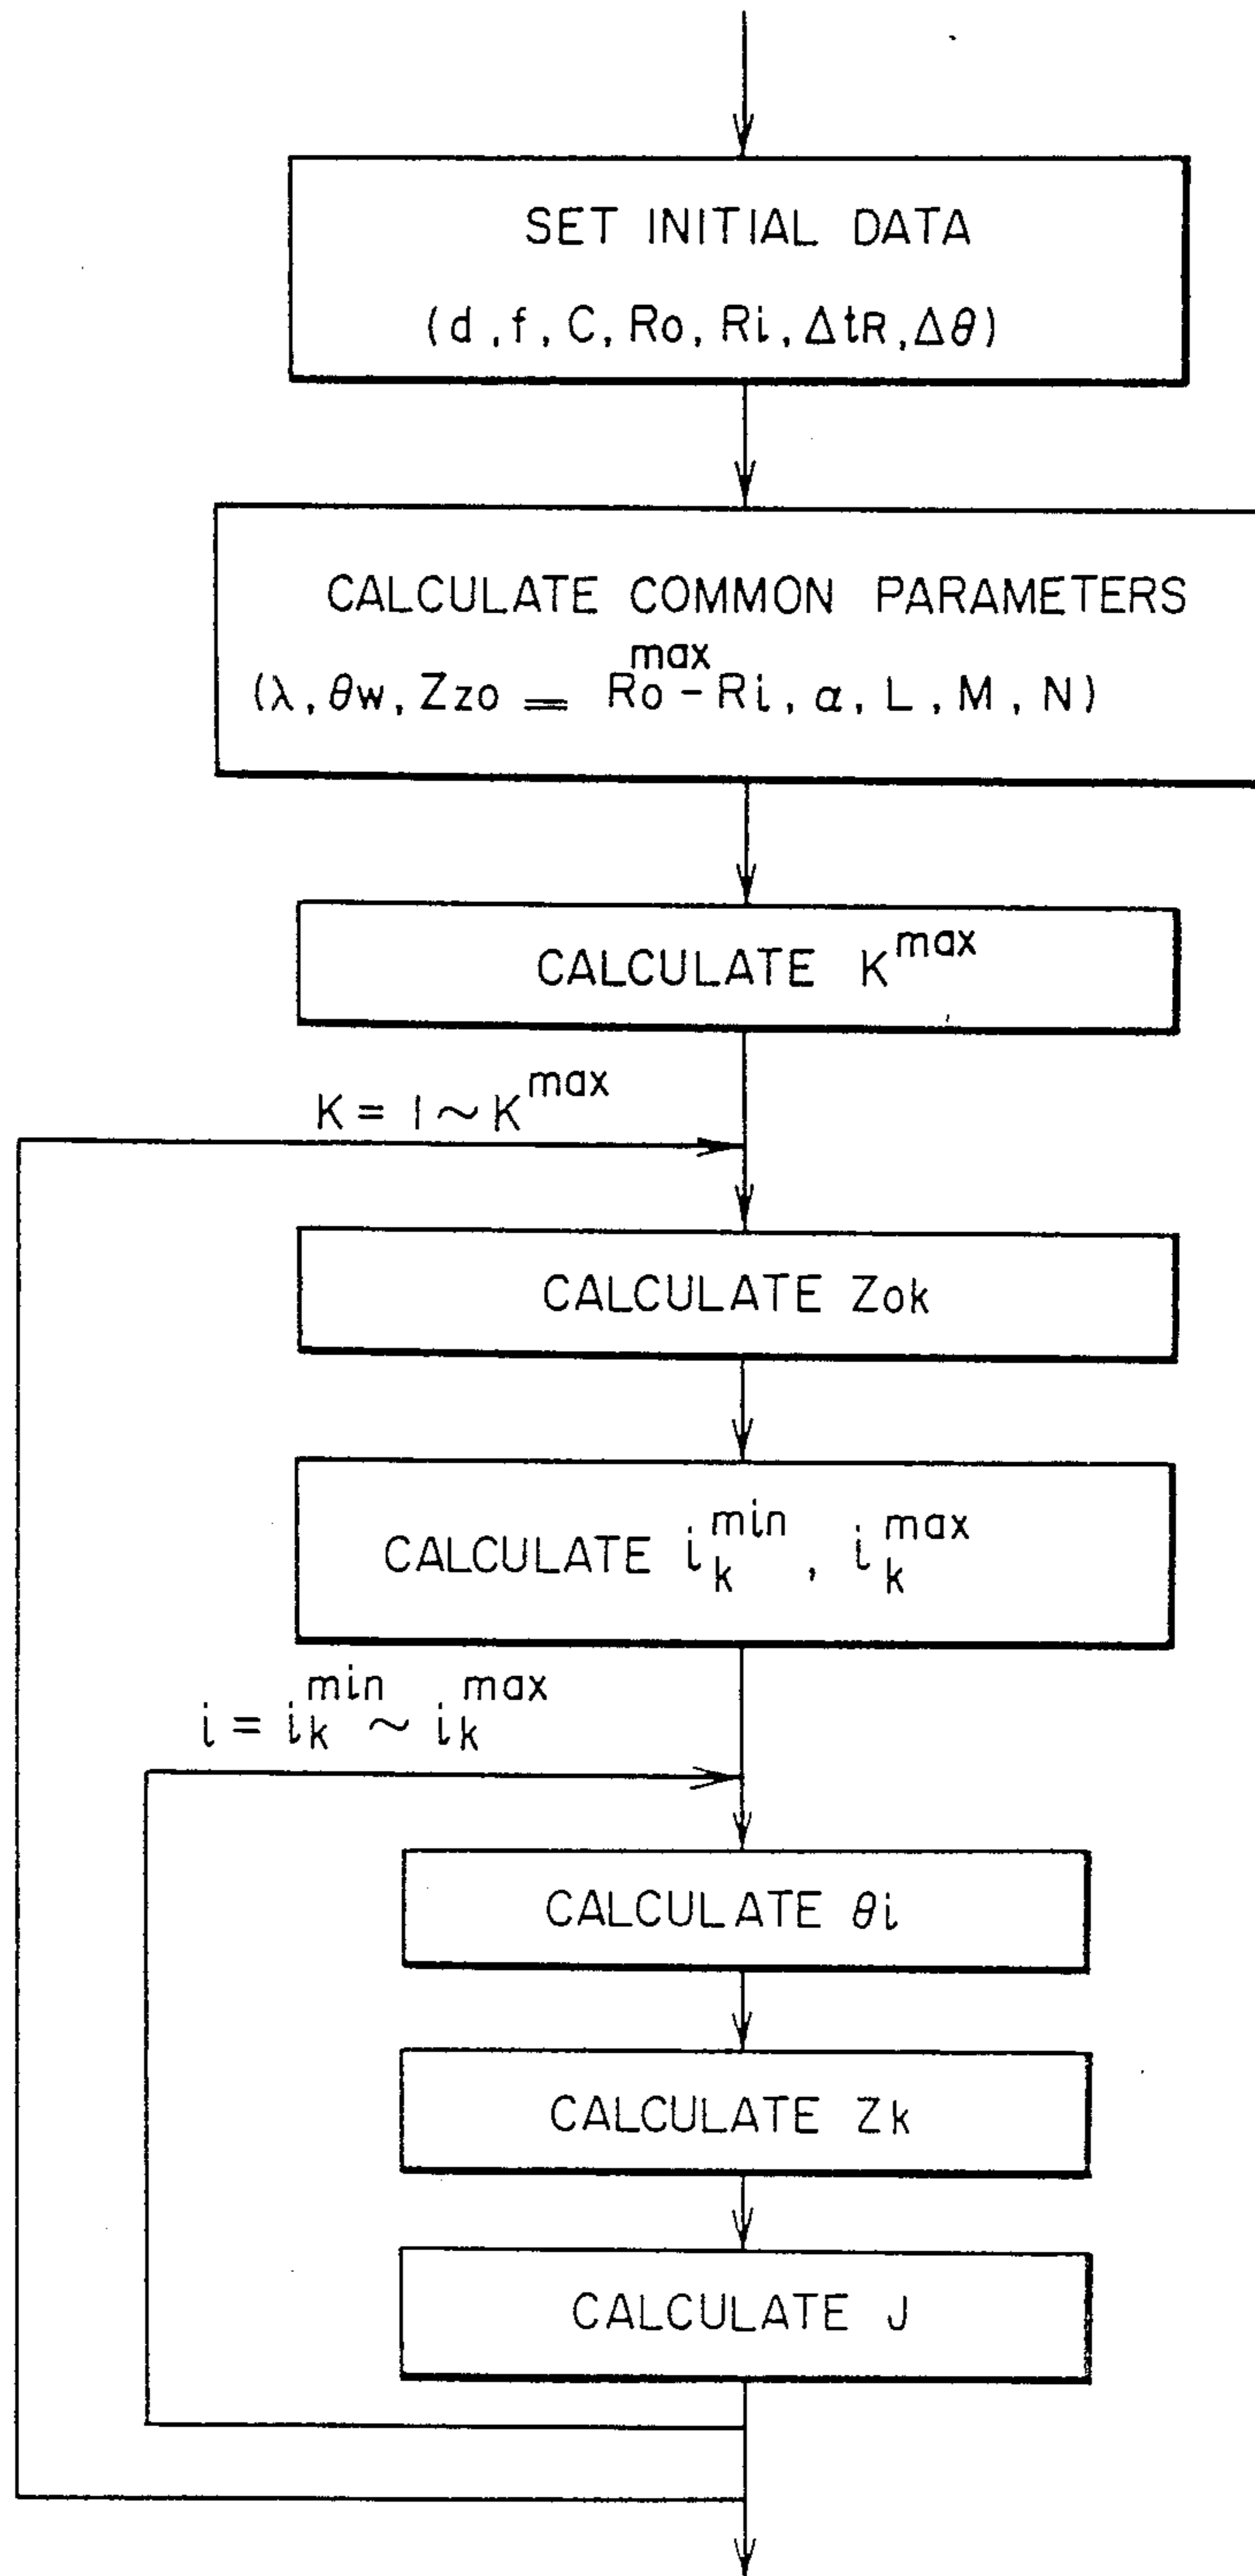 SET INITIAL DATA
(d, f, C, Ro, Ri, ΔtR, Δθ)
CALCULATE COMMON PARAMETERS
(λ, θw, Zzo = Ro^max - Ri, α, L, M, N)
CALCULATE K^max
K = 1 ~ K^max
CALCULATE Zok
CALCULATE i_k^min, i_k^max
i = i_k^min ~ i_k^max
CALCULATE θi
CALCULATE Zk
CALCULATE J